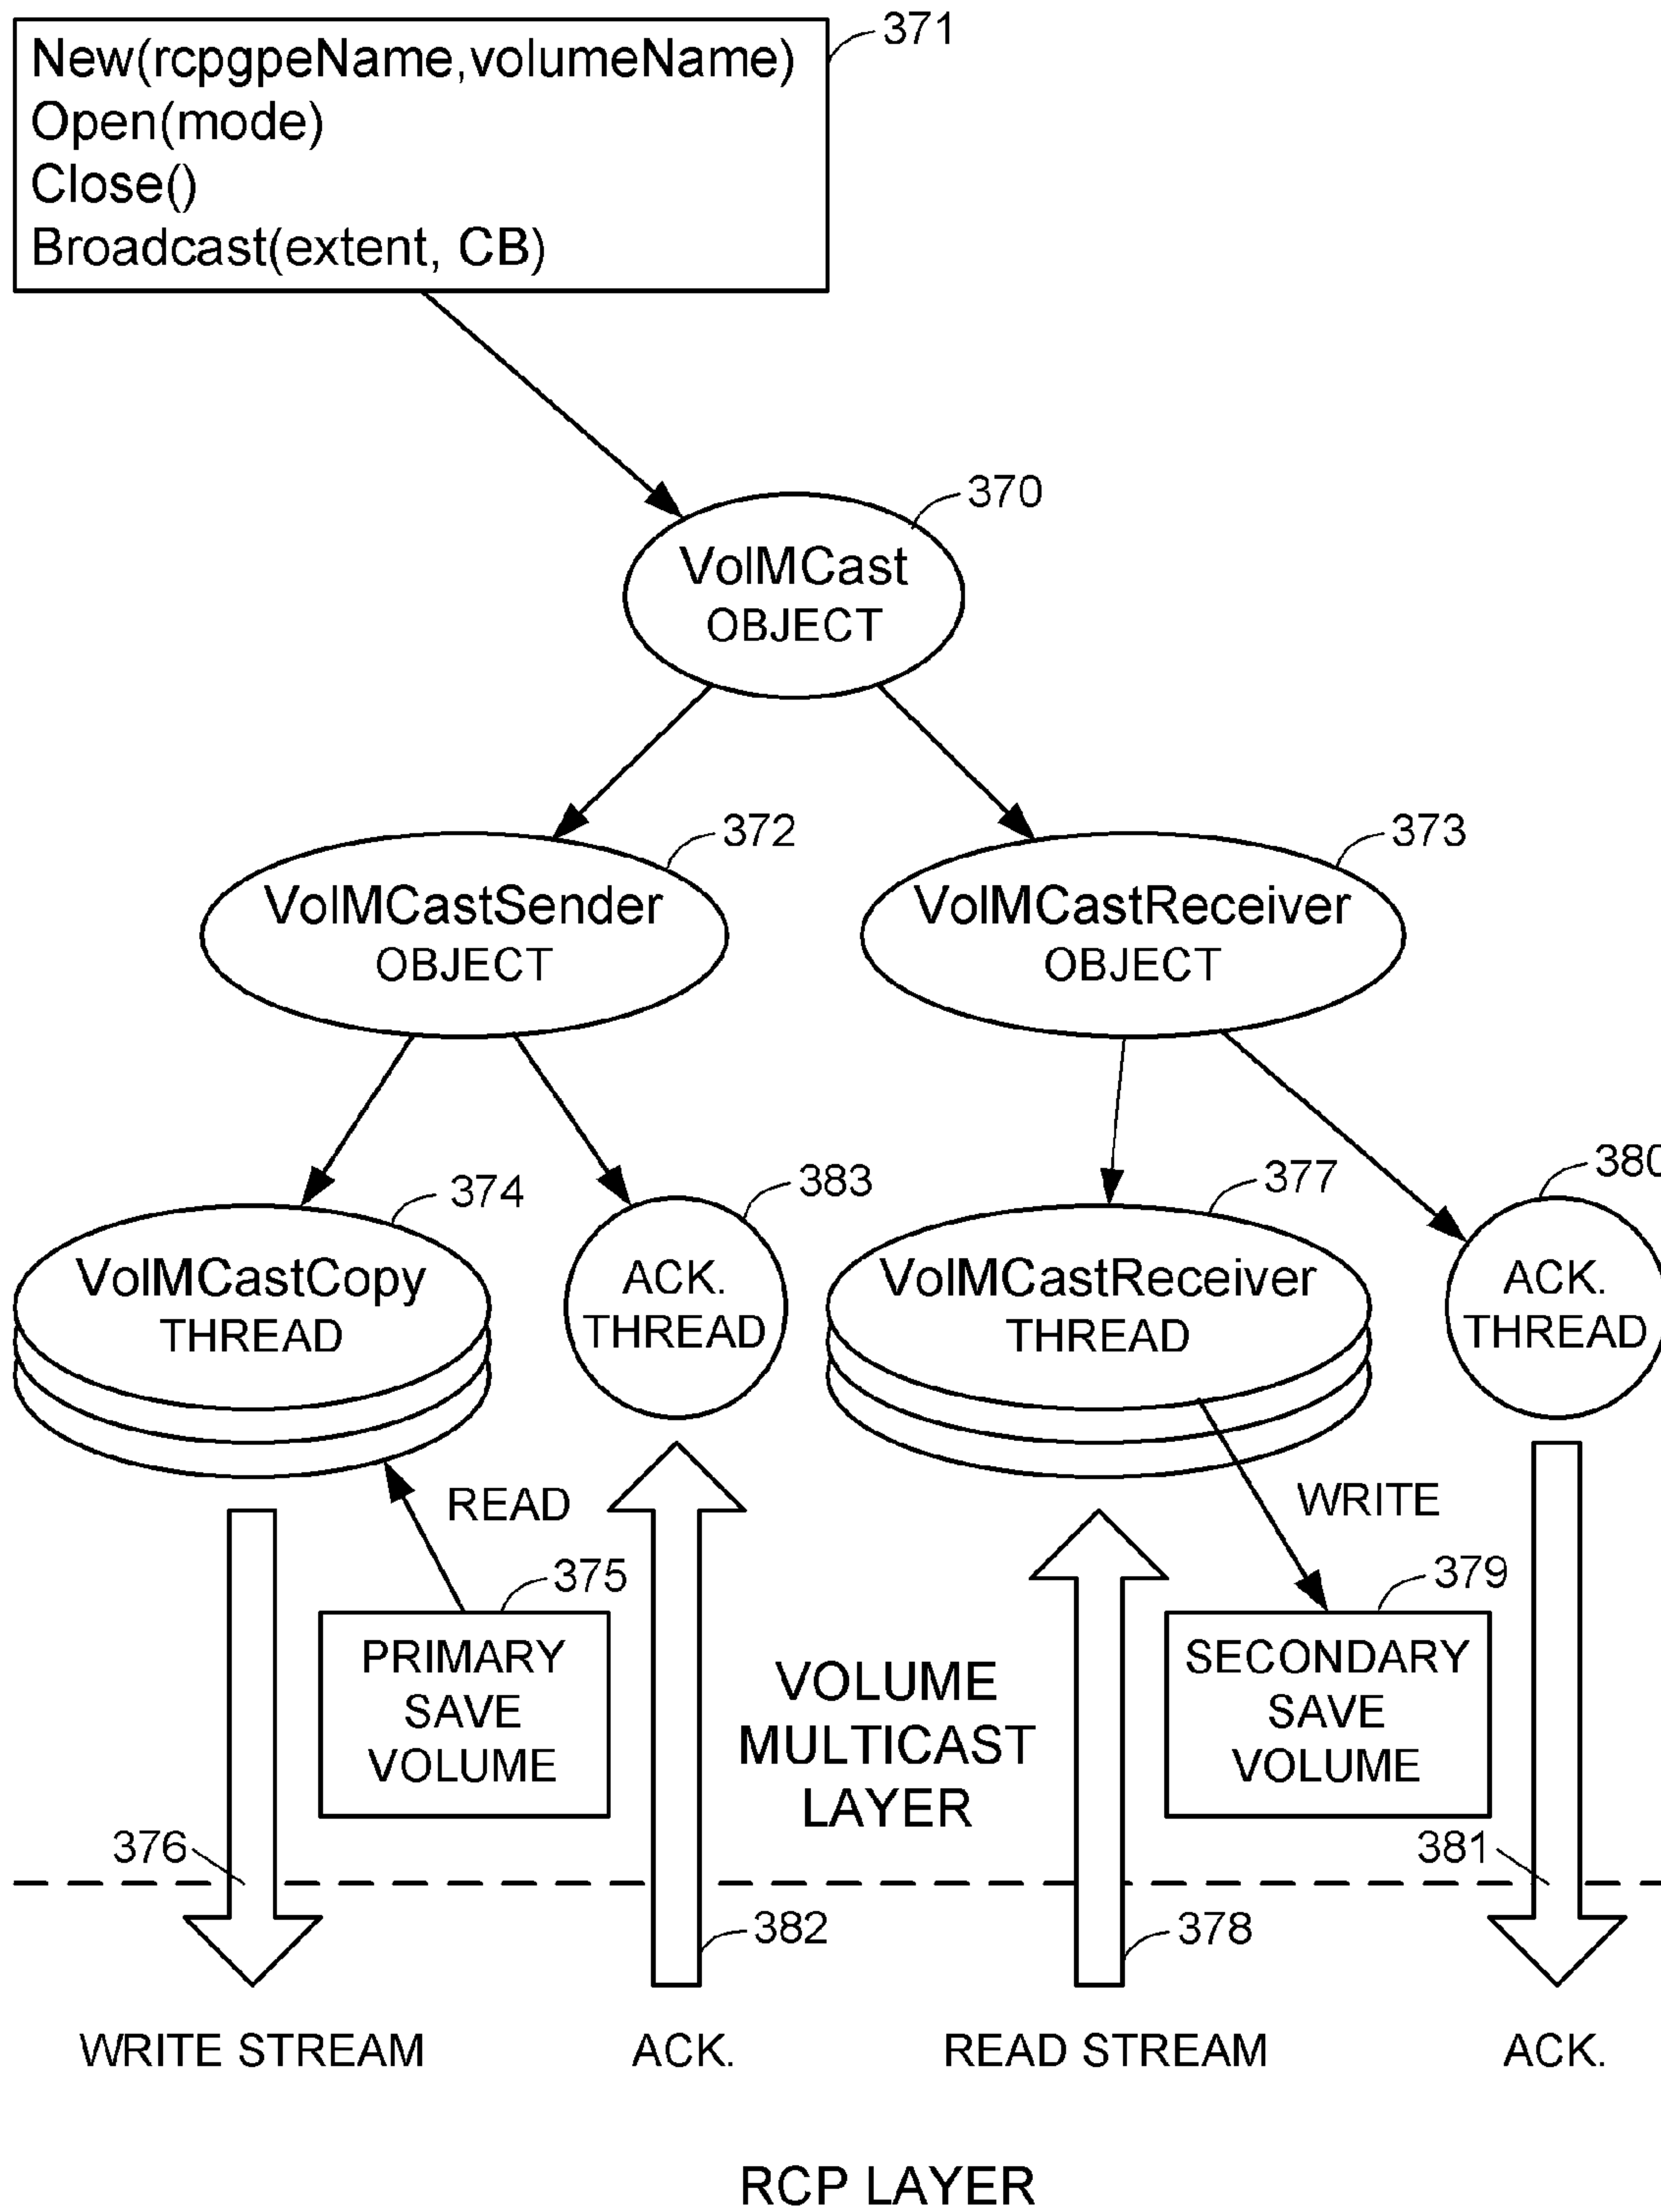 New(rcpgpeName,volumeName)
Open(mode)
Close()
Broadcast(extent, CB)
371
370
VolMCast
OBJECT
372
373
VolMCastSender
OBJECT
VolMCastReceiver
OBJECT
374
383
377
380
VolMCastCopy
THREAD
ACK.
THREAD
VolMCastReceiver
THREAD
ACK.
THREAD
READ
WRITE
375
379
PRIMARY
SAVE
VOLUME
VOLUME
MULTICAST
LAYER
SECONDARY
SAVE
VOLUME
376
381
382
378
WRITE STREAM
ACK.
READ STREAM
ACK.
RCP LAYER